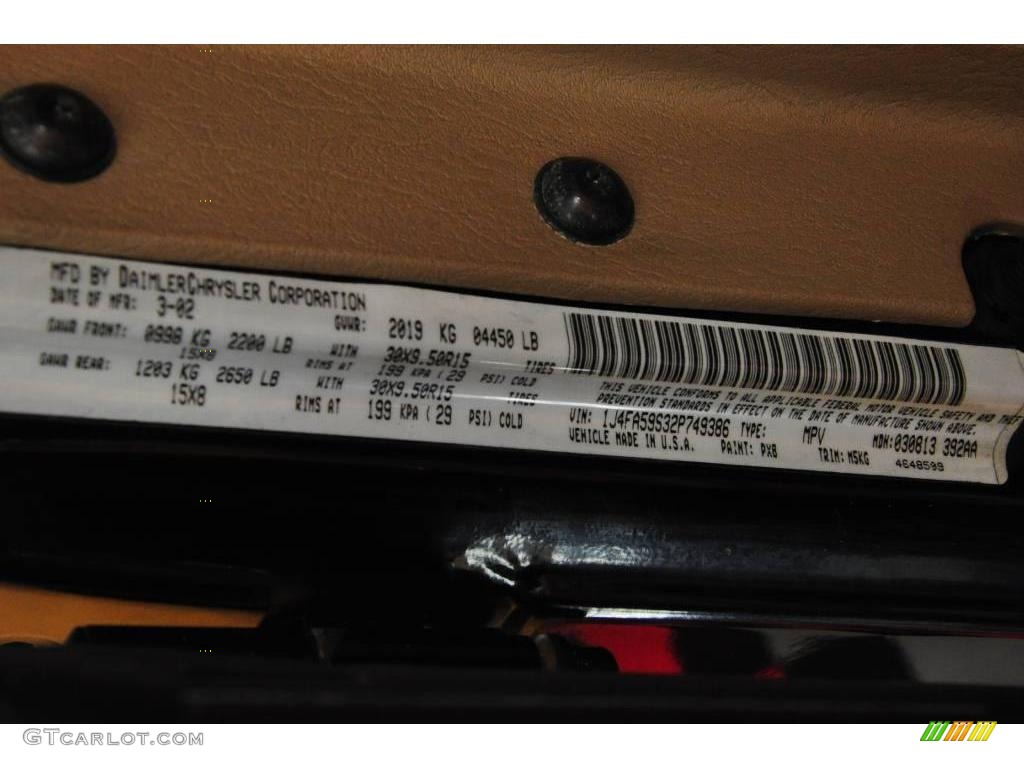 MFD BY DAIMLERCHRYSLER CORPORATION
DATE OF MFR: 3-02 GVWR: 2019 KG 04450 LB
GAWR FRONT: 0998 KG 2200 LB WITH 30X9.50R15 TIRES
15X8 RIMS AT 199 KPA ( 29 PSI) COLD
GAWR REAR: 1203 KG 2650 LB WITH 30X9.50R15 TIRES
15X8 RIMS AT 199 KPA ( 29 PSI) COLD
THIS VEHICLE CONFORMS TO ALL APPLICABLE FEDERAL MOTOR VEHICLE SAFETY AND THEFT
PREVENTION STANDARDS IN EFFECT ON THE DATE OF MANUFACTURE SHOWN ABOVE.
VIN: 1J4FA59S32P749386 TYPE: MPV MDH:030813 392AA
VEHICLE MADE IN U.S.A. PAINT: PX8 TRIM: M5KG 4648509
GTCARLOT.COM